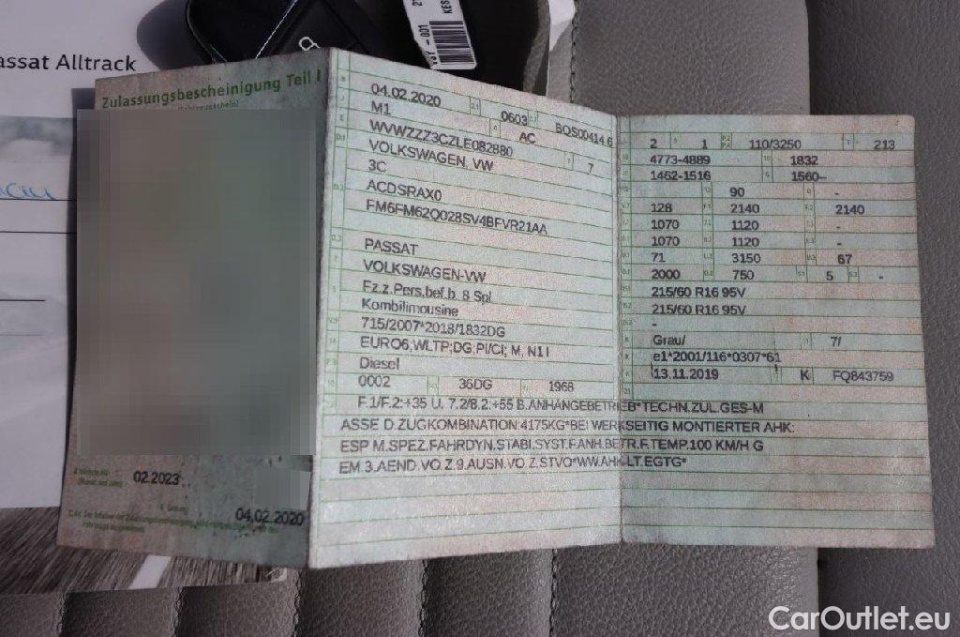 assat Alltrack
Zulassungsbescheinigung Teil I
02.2023
04.02.2020
04.02.2020 0603 BQS00414 6
M1 AC
WVWZZZ3CZLE082880 7
VOLKSWAGEN, VW
3C
ACDSRAX0
FM6FM62Q028SV4BFVR21AA
PASSAT
VOLKSWAGEN-VW
Fz.z.Pers.bef.b. 8 Spl.
Kombilimousine
715/2007*2018/1832DG
EURO6,WLTP;DG,PI/CI; M, N1 I
Diesel
0002 36DG 1968
2 1 110/3250 213
4773-4889 1832
1462-1516 1560-
90 -
128 2140 2140
1070 1120 -
1070 1120 -
71 3150 67
2000 750 5 -
215/60 R16 95V
215/60 R16 95V
-
Grau/ 7/
e1*2001/116*0307*61
13.11.2019 K FQ843759
F.1/F.2:+35 U. 7.2/8.2:+55 B.ANHÄNGEBETRIEB*TECHN.ZUL.GES-M
ASSE D.ZUGKOMBINATION:4175KG*BEI WERKSEITIG MONTIERTER AHK:
ESP M.SPEZ.FAHRDYN.STABI.SYST.F.ANH.BETR.F.TEMP.100 KM/H G
EM.3.AEND.VO.Z.9.AUSN.VO.Z.STVO*WW.AHK-LT.EGTG*
CarOutlet.eu